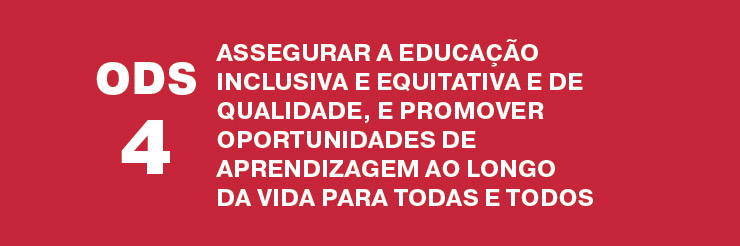 ODS
4
ASSEGURAR A EDUCAÇÃO
INCLUSIVA E EQUITATIVA E DE
QUALIDADE, E PROMOVER
OPORTUNIDADES DE
APRENDIZAGEM AO LONGO
DA VIDA PARA TODAS E TODOS